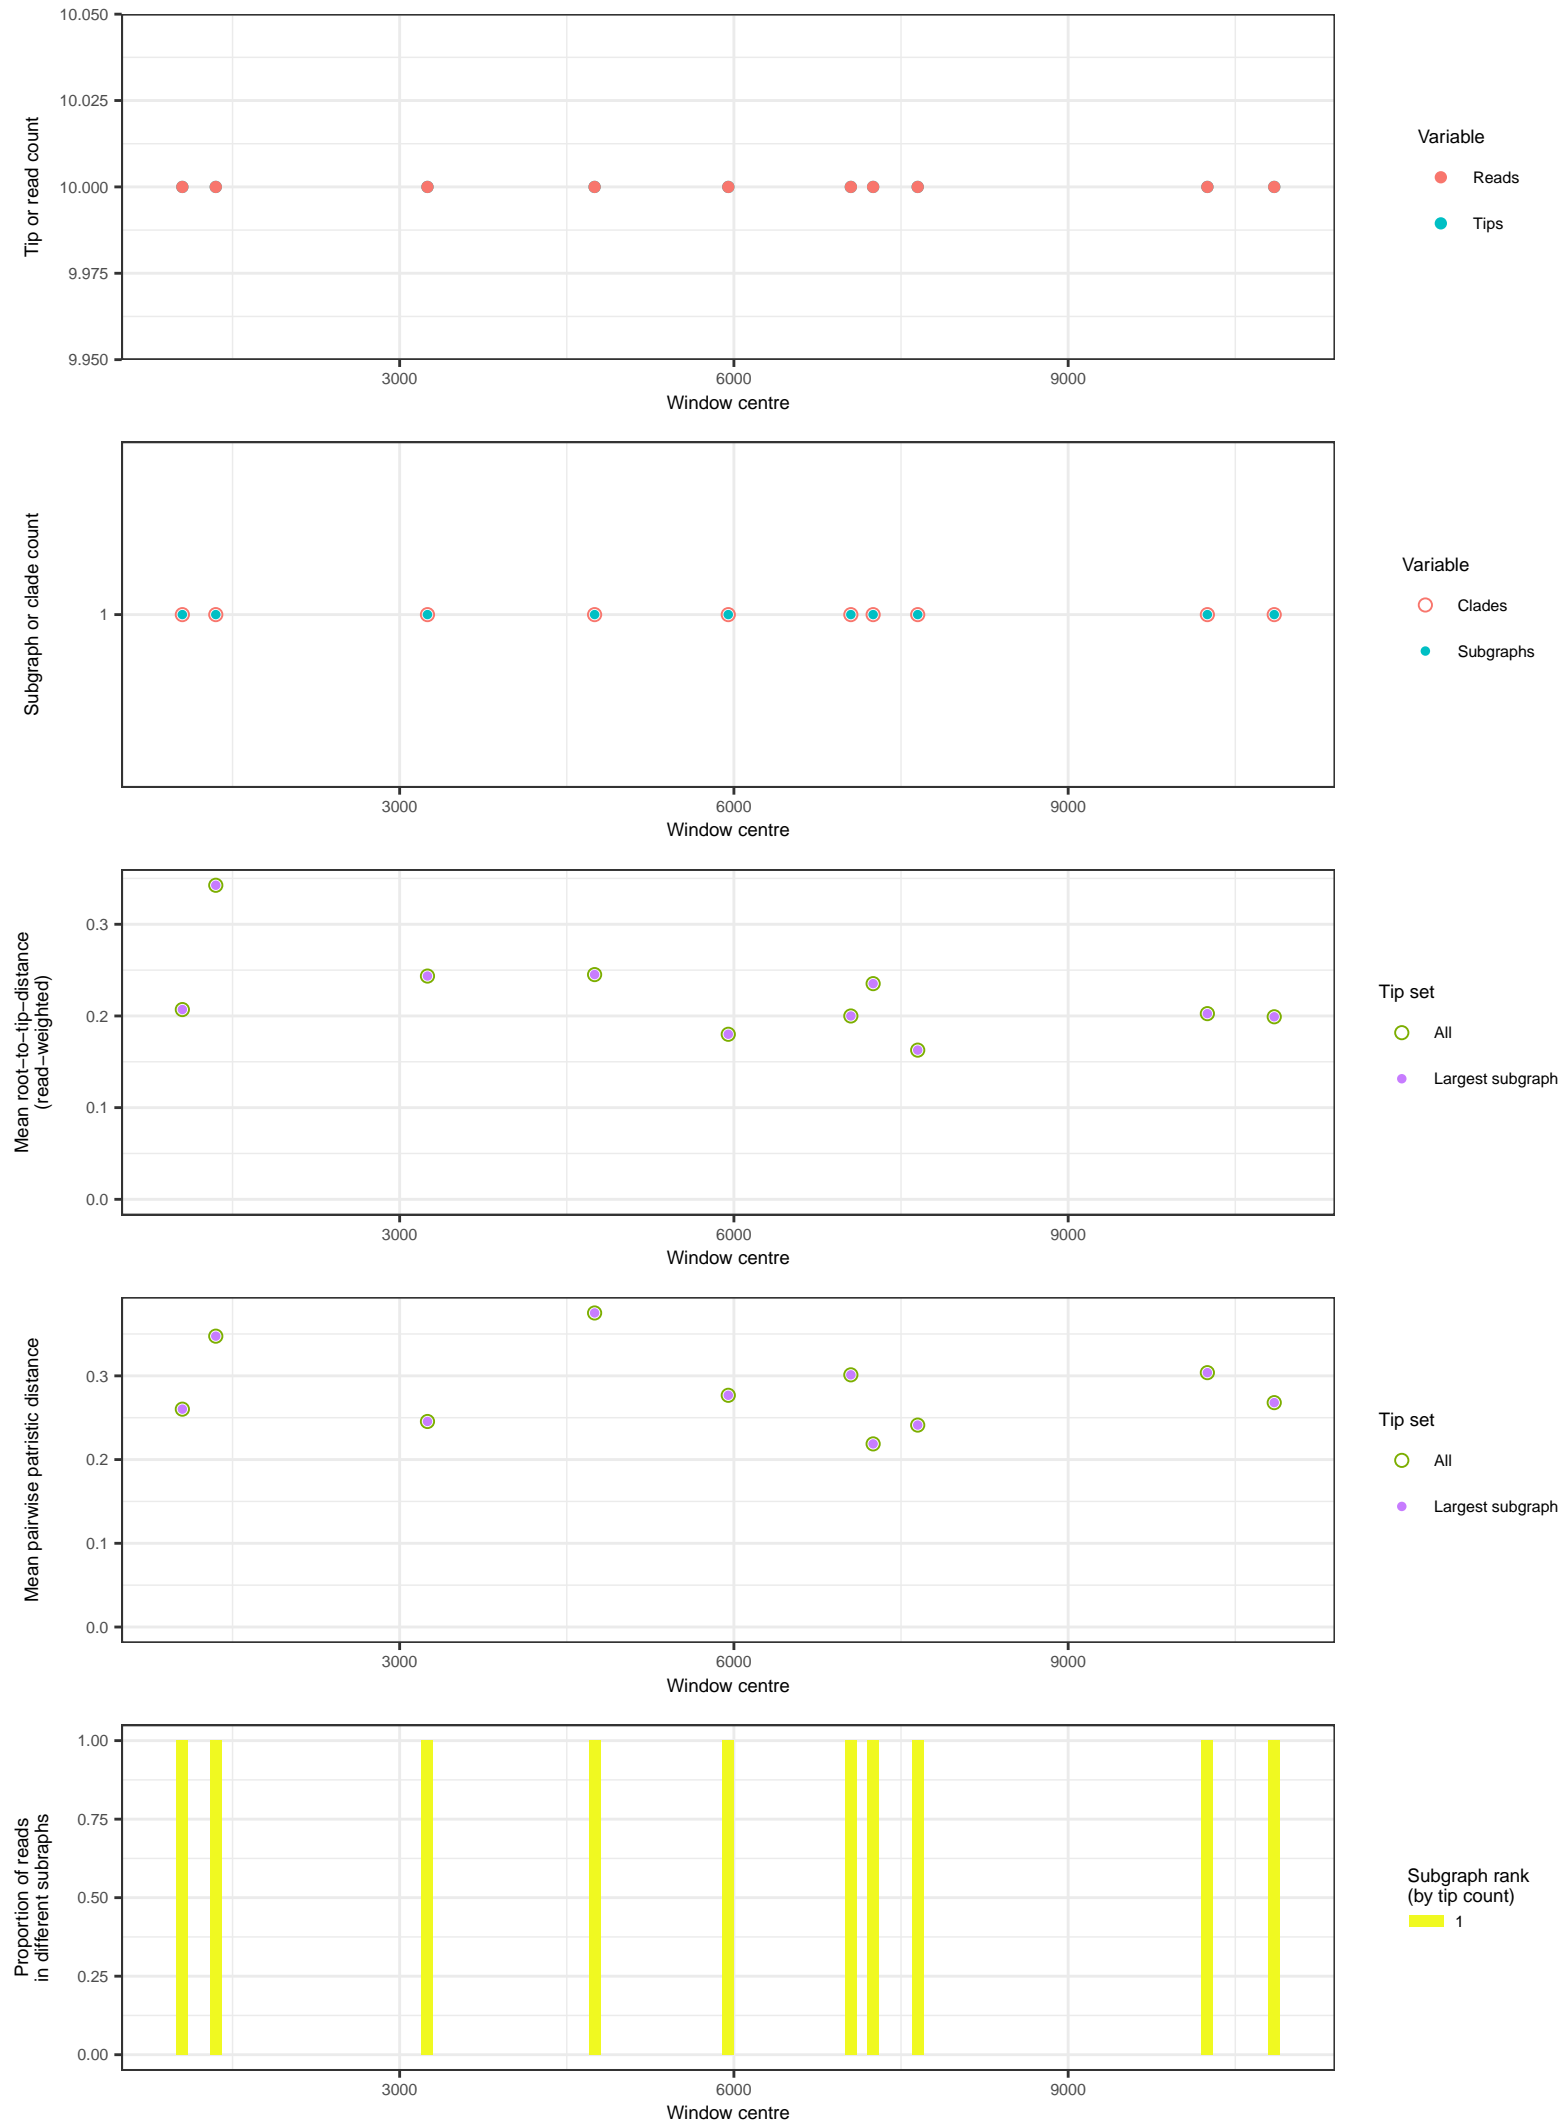 10.050
10.025
10.000
9.975
9.950
Tip or read count
3000
6000
9000
Window centre
Variable
Reads
Tips
1
Subgraph or clade count
3000
6000
9000
Window centre
Variable
Clades
Subgraphs
0.3
0.2
0.1
0.0
Mean root−to−tip−distance
(read−weighted)
3000
6000
9000
Window centre
Tip set
All
Largest subgraph
0.3
0.2
0.1
0.0
Mean pairwise patristic distance
3000
6000
9000
Window centre
Tip set
All
Largest subgraph
1.00
0.75
0.50
0.25
0.00
Proportion of reads
in different subraphs
3000
6000
9000
Window centre
Subgraph rank
(by tip count)
1